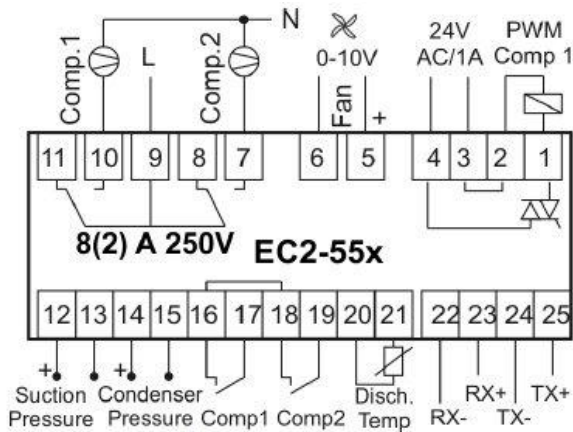 Comp.1
L
Comp.2
N
0-10V
Fan
+
24V
AC/1A
PWM
Comp 1
11 10 9 8 7 6 5 4 3 2 1
8(2) A 250V
EC2-55x
12 13 14 15 16 17 18 19 20 21 22 23 24 25
+ +
Suction
Pressure
Condenser
Pressure
Comp1
Comp2
Disch.
Temp
RX-
RX+
TX-
TX+